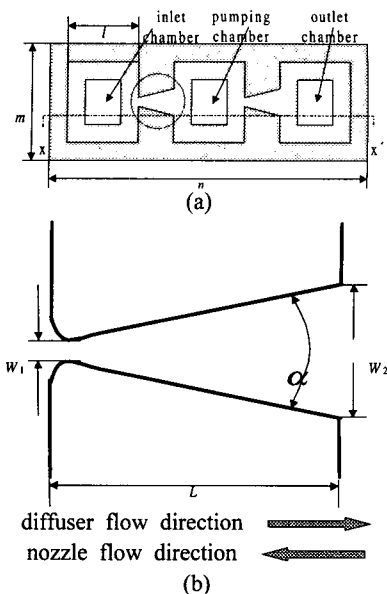 inlet chamber
pumping chamber
outlet chamber
l
m
x
x'
n
(a)
W1
α
W2
L
diffuser flow direction
nozzle flow direction
(b)